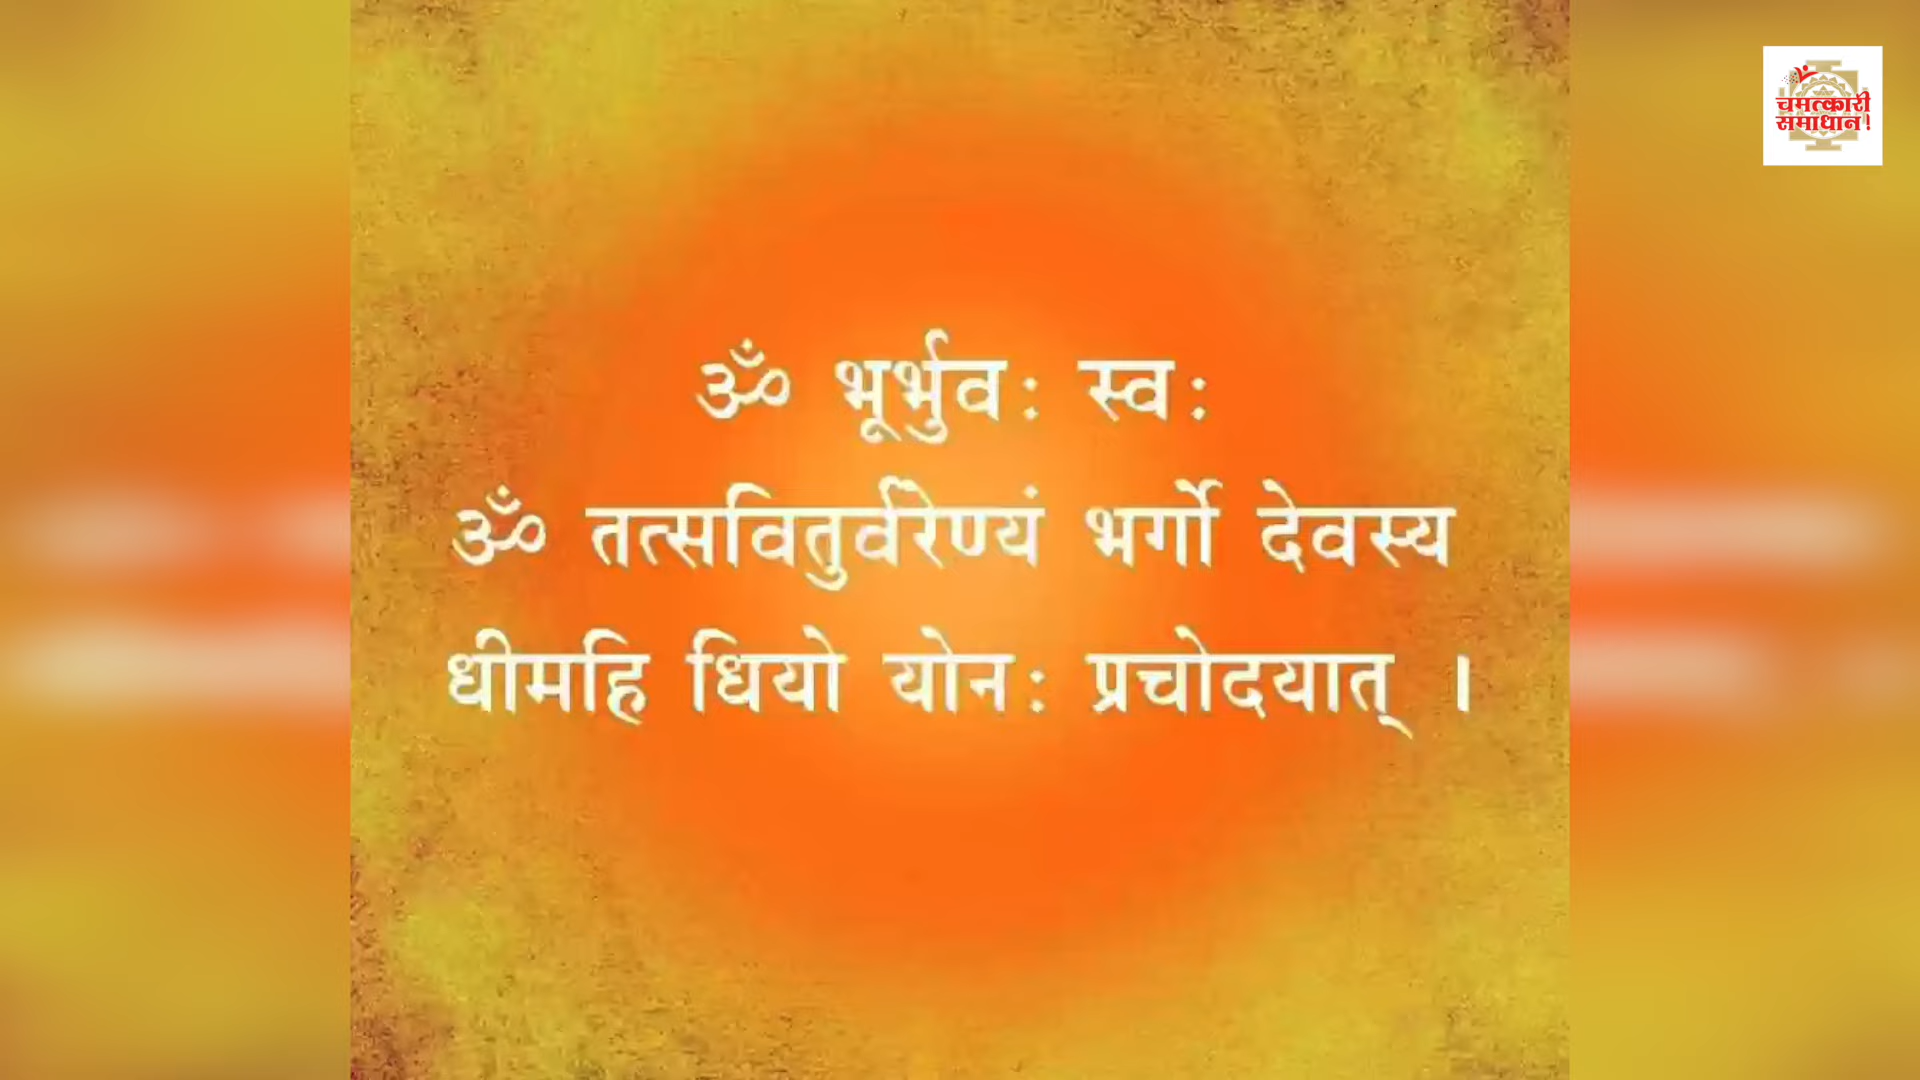 चमत्कारी
समाधान!
ॐ भूर्भुवः स्वः
ॐ तत्सवितुर्वरेण्यं भर्गो देवस्य
धीमहि धियो योनः प्रचोदयात् ।